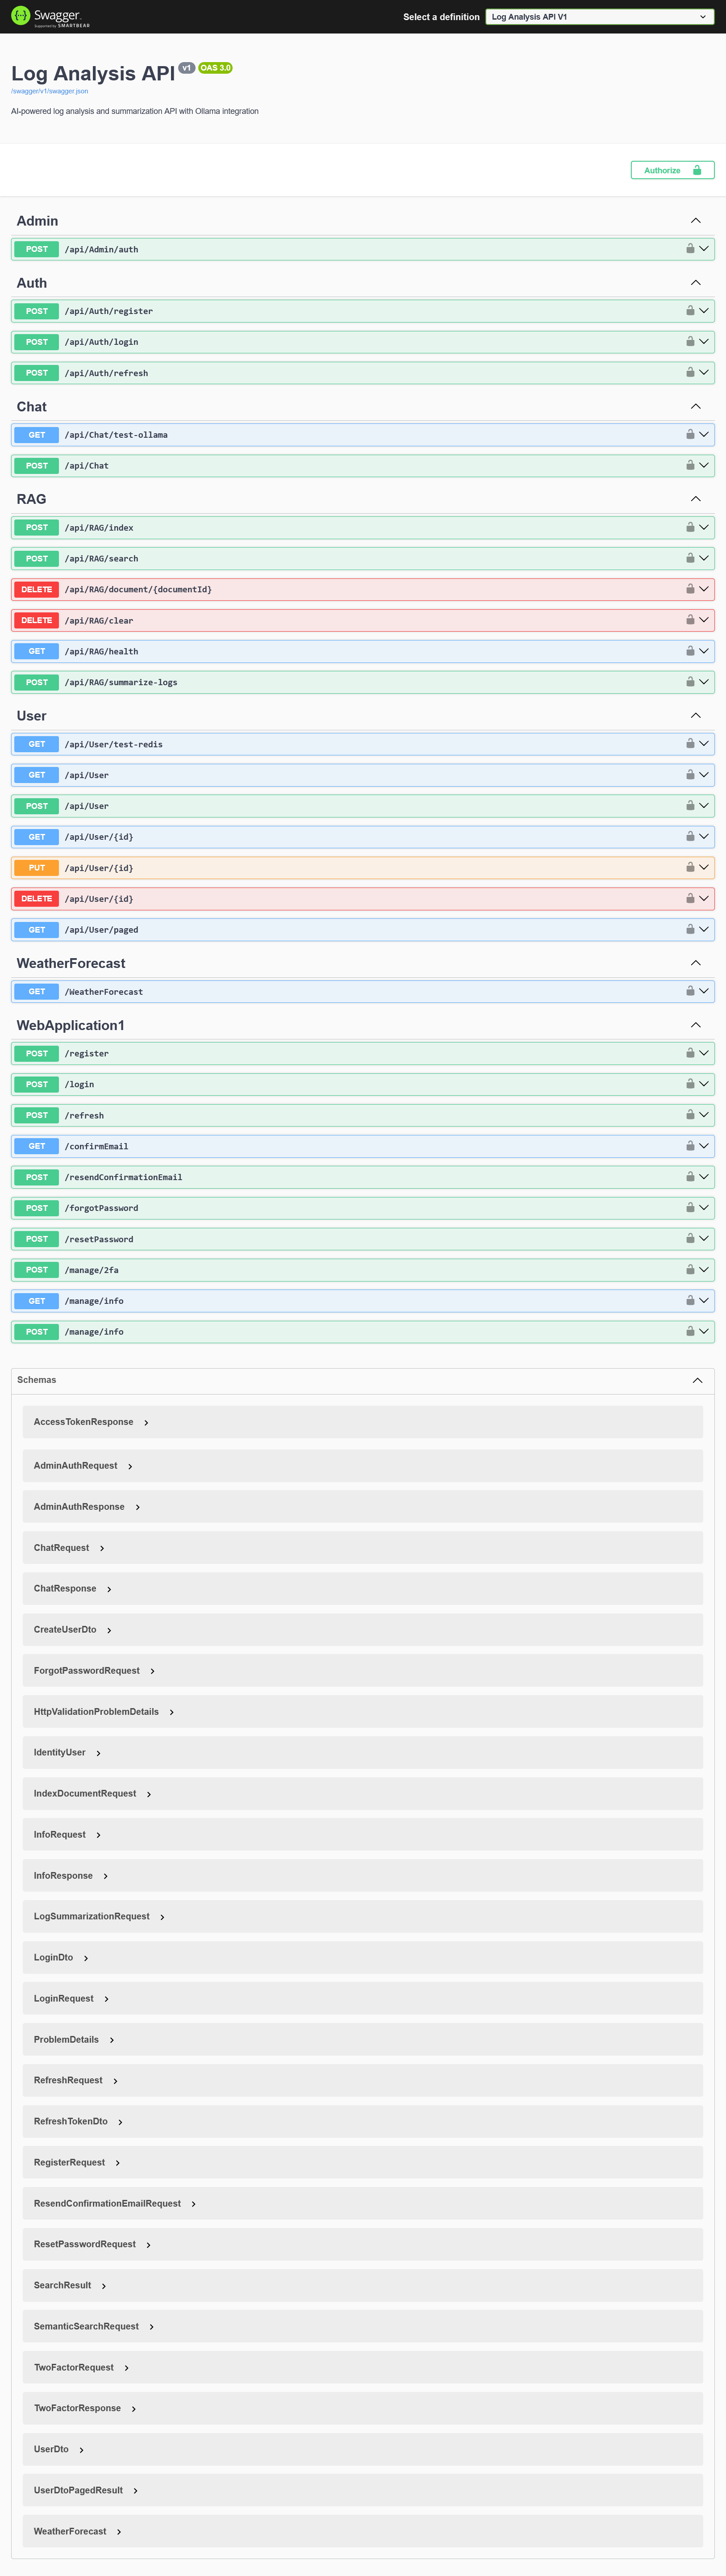 Swagger.
Supported by SMARTBEAR
Select a definition
Log Analysis API V1
Log Analysis API v1 OAS 3.0
/swagger/v1/swagger.json
AI-powered log analysis and summarization API with Ollama integration
Authorize
Admin
POST /api/Admin/auth
Auth
POST /api/Auth/register
POST /api/Auth/login
POST /api/Auth/refresh
Chat
GET /api/Chat/test-ollama
POST /api/Chat
RAG
POST /api/RAG/index
POST /api/RAG/search
DELETE /api/RAG/document/{documentId}
DELETE /api/RAG/clear
GET /api/RAG/health
POST /api/RAG/summarize-logs
User
GET /api/User/test-redis
GET /api/User
POST /api/User
GET /api/User/{id}
PUT /api/User/{id}
DELETE /api/User/{id}
GET /api/User/paged
WeatherForecast
GET /WeatherForecast
WebApplication1
POST /register
POST /login
POST /refresh
GET /confirmEmail
POST /resendConfirmationEmail
POST /forgotPassword
POST /resetPassword
POST /manage/2fa
GET /manage/info
POST /manage/info
Schemas
AccessTokenResponse
AdminAuthRequest
AdminAuthResponse
ChatRequest
ChatResponse
CreateUserDto
ForgotPasswordRequest
HttpValidationProblemDetails
IdentityUser
IndexDocumentRequest
InfoRequest
InfoResponse
LogSummarizationRequest
LoginDto
LoginRequest
ProblemDetails
RefreshRequest
RefreshTokenDto
RegisterRequest
ResendConfirmationEmailRequest
ResetPasswordRequest
SearchResult
SemanticSearchRequest
TwoFactorRequest
TwoFactorResponse
UserDto
UserDtoPagedResult
WeatherForecast